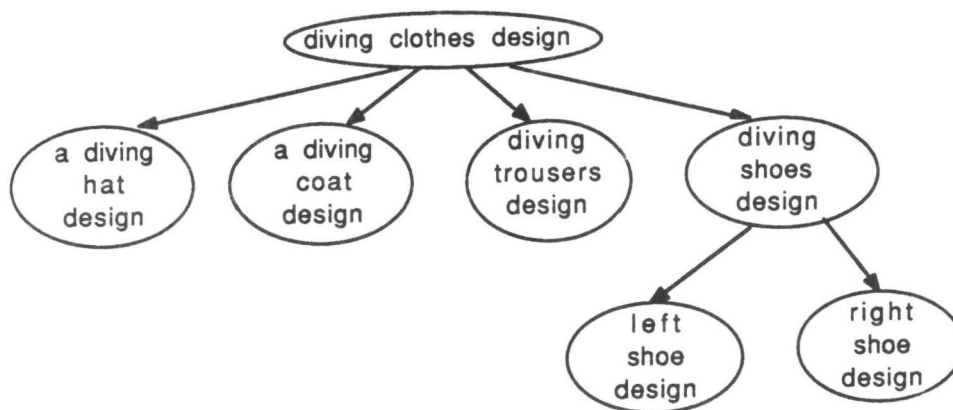 diving clothes design
a diving
hat
design
a diving
coat
design
diving
trousers
design
diving
shoes
design
left
shoe
design
right
shoe
design